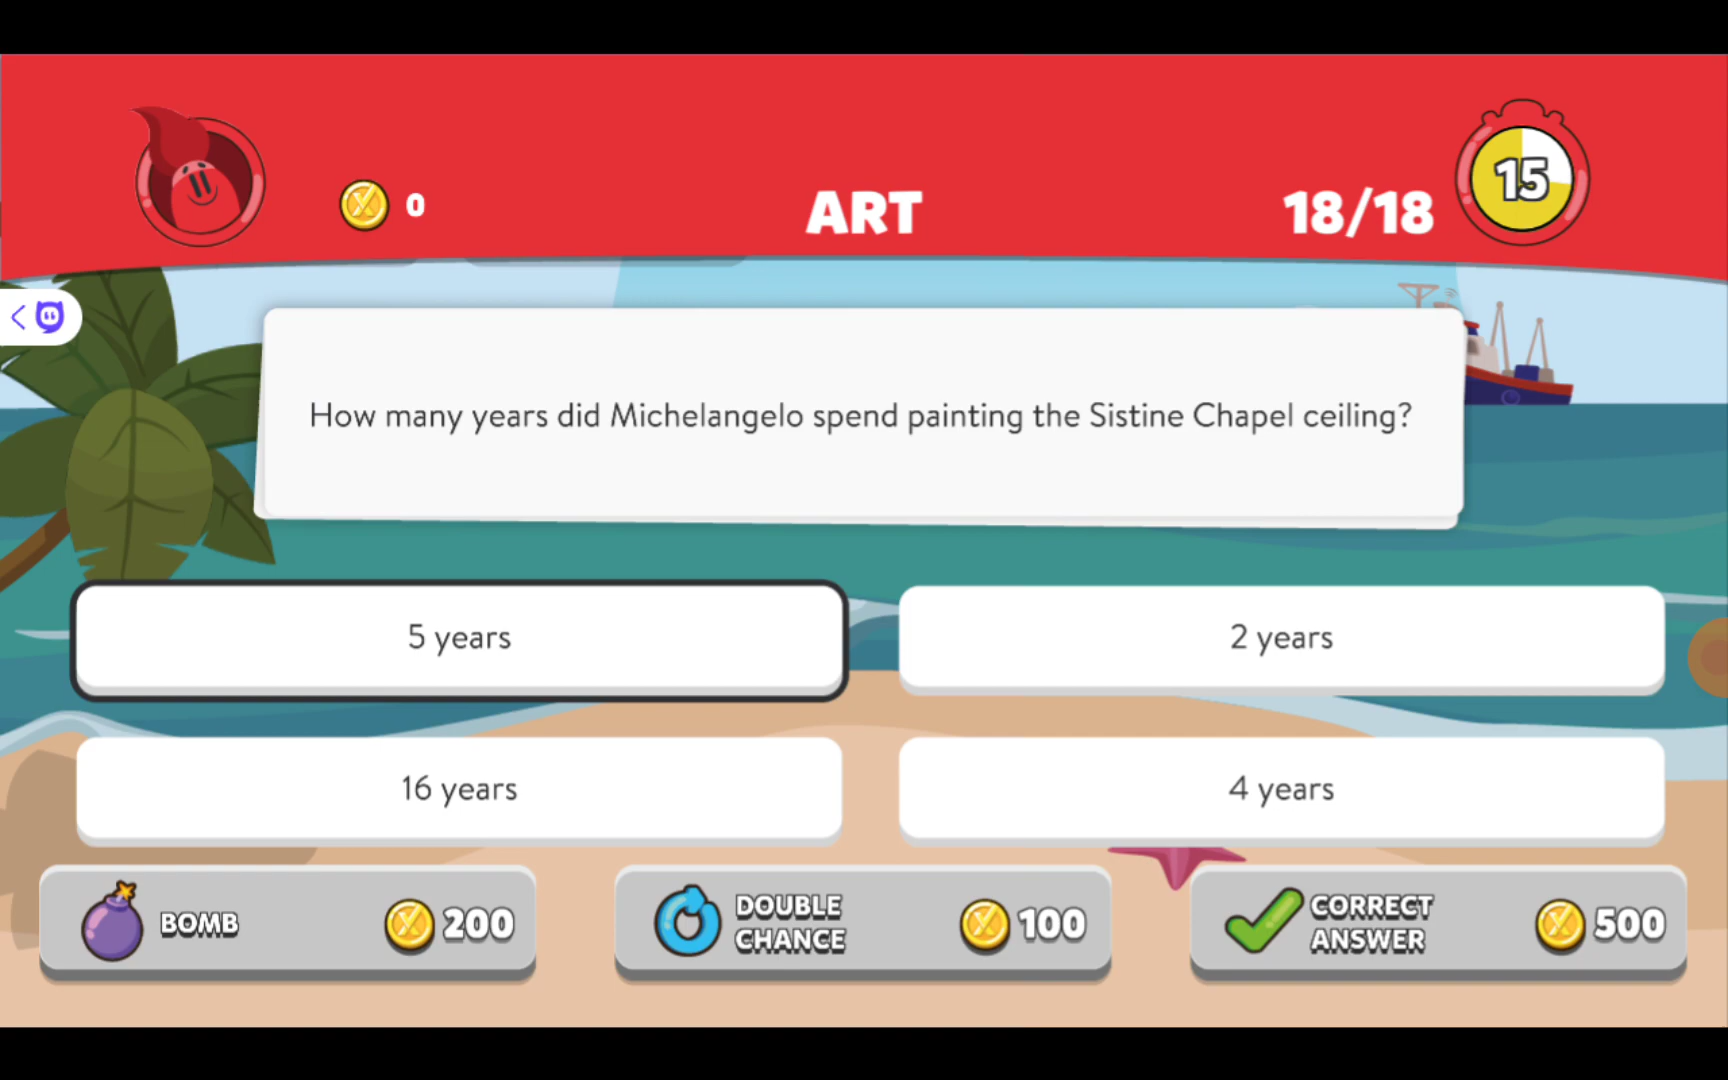 0
ART
18/18
15
How many years did Michelangelo spend painting the Sistine Chapel ceiling?
5 years
2 years
16 years
4 years
BOMB
200
DOUBLE
CHANCE
100
CORRECT
ANSWER
500